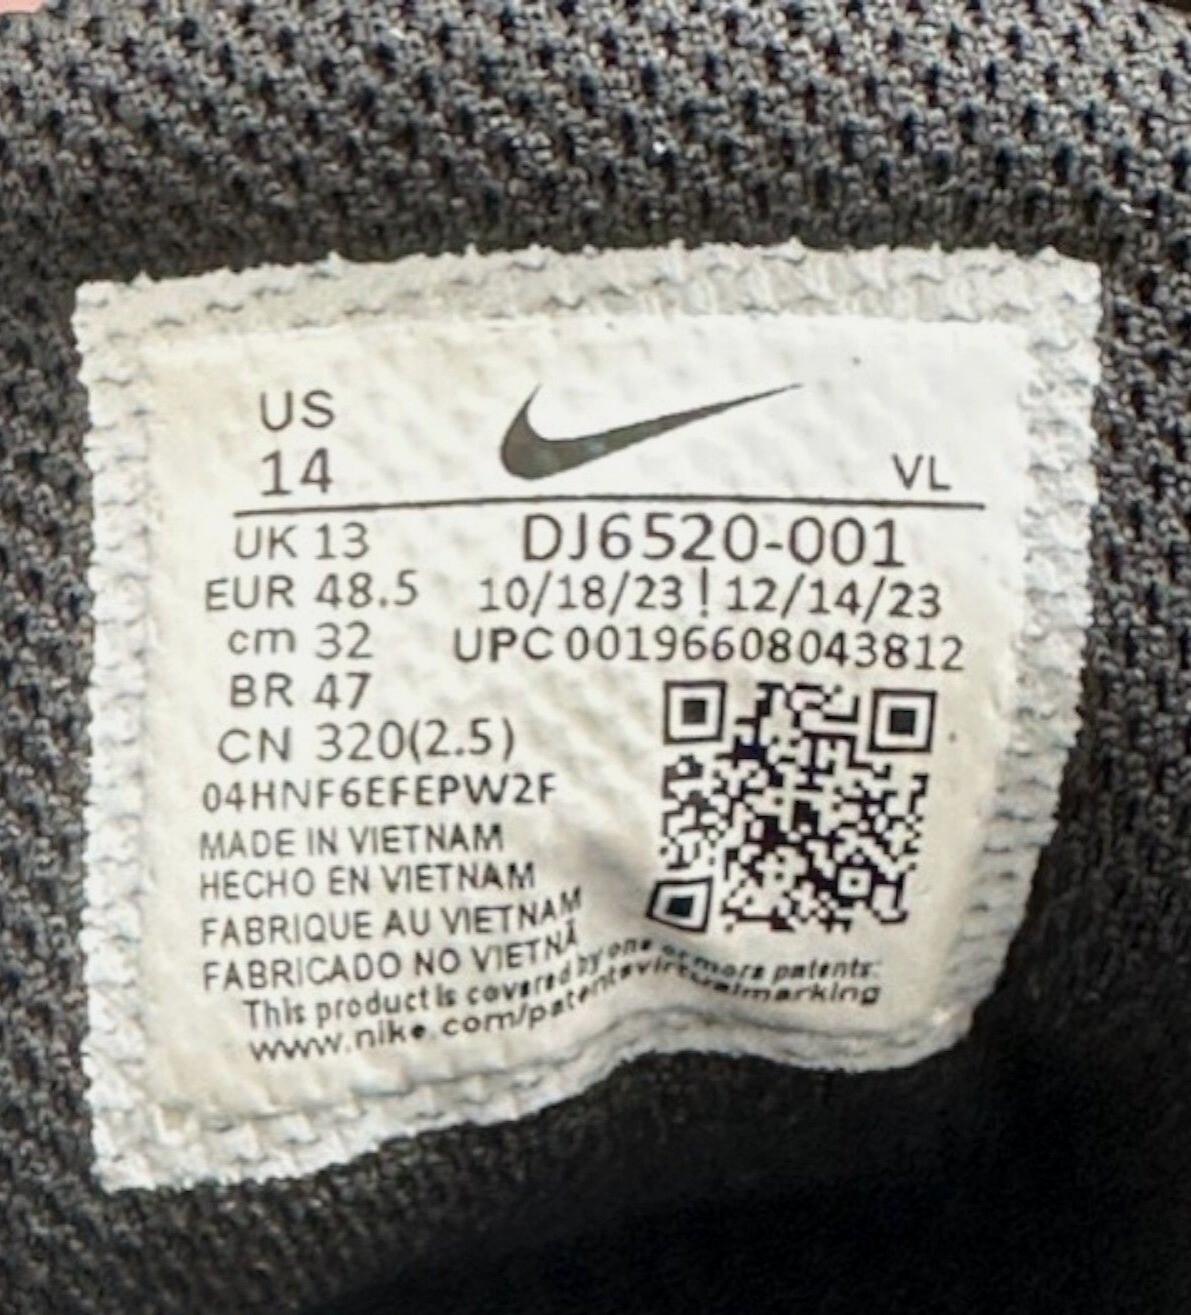 US
14
VL
UK 13
DJ6520-001
EUR 48.5
10/18/23 ! 12/14/23
cm 32
UPC 00196608043812
BR 47
CN 320(2.5)
04HNF6EFEPW2F
MADE IN VIETNAM
HECHO EN VIETNAM
FABRIQUE AU VIETNAM
FABRICADO NO VIETNÃ
This product is covered by one or more patents:
www.nike.com/patentsvirtualmarking